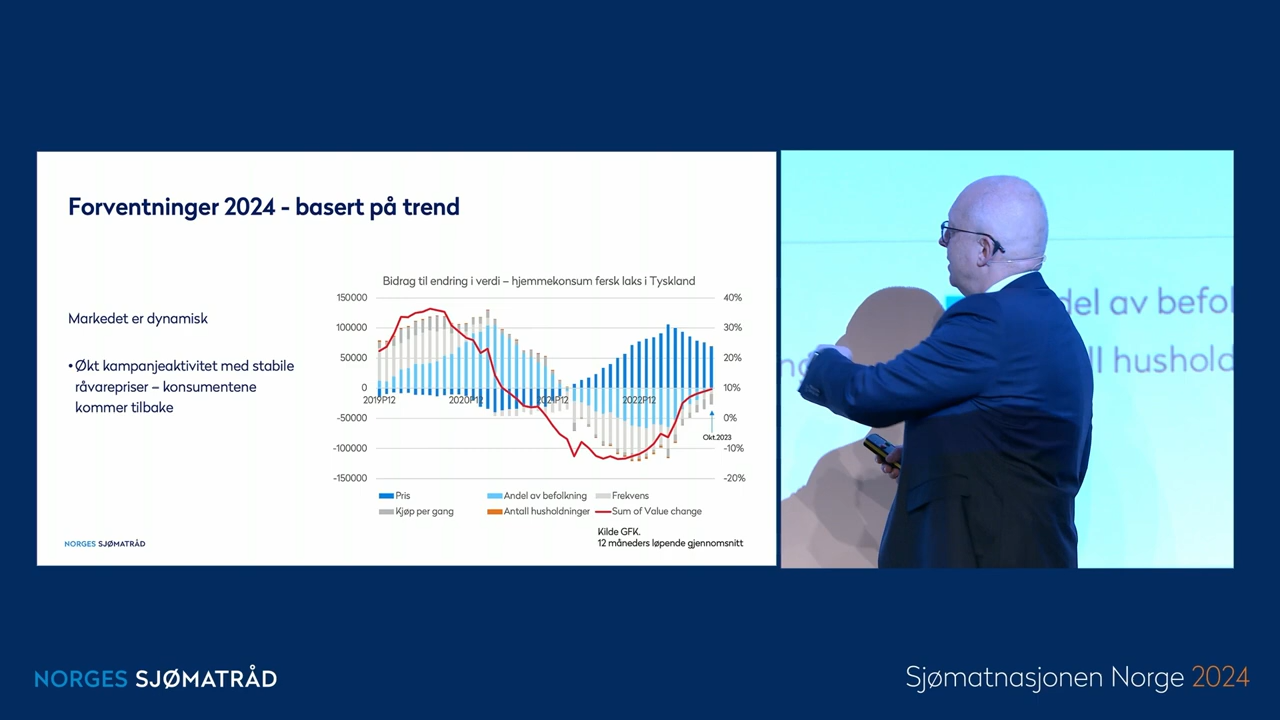 Forventninger 2024 - basert på trend
Markedet er dynamisk
•Økt kampanjeaktivitet med stabile
råvarepriser – konsumentene
kommer tilbake
Bidrag til endring i verdi – hjemmekonsum fersk laks i Tyskland
150000
100000
50000
0
-50000
-100000
-150000
40%
30%
20%
10%
0%
-10%
-20%
2019P12
2020P12
2021P12
2022P12
Okt.2023
Pris
Andel av befolkning
Frekvens
Kjøp per gang
Antall husholdninger
Sum of Value change
Kilde GFK.
12 måneders løpende gjennomsnitt
NORGES SJØMATRÅD
del av befol
ll hushold
NORGES SJØMATRÅD
Sjømatnasjonen Norge 2024